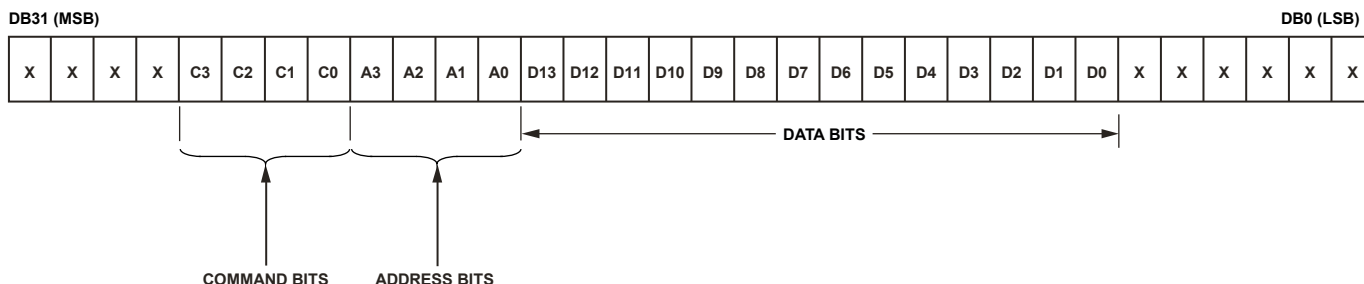 DB31 (MSB) DB0 (LSB)
X X X X C3 C2 C1 C0 A3 A2 A1 A0 D13 D12 D11 D10 D9 D8 D7 D6 D5 D4 D3 D2 D1 D0 X X X X X X
DATA BITS
COMMAND BITS ADDRESS BITS